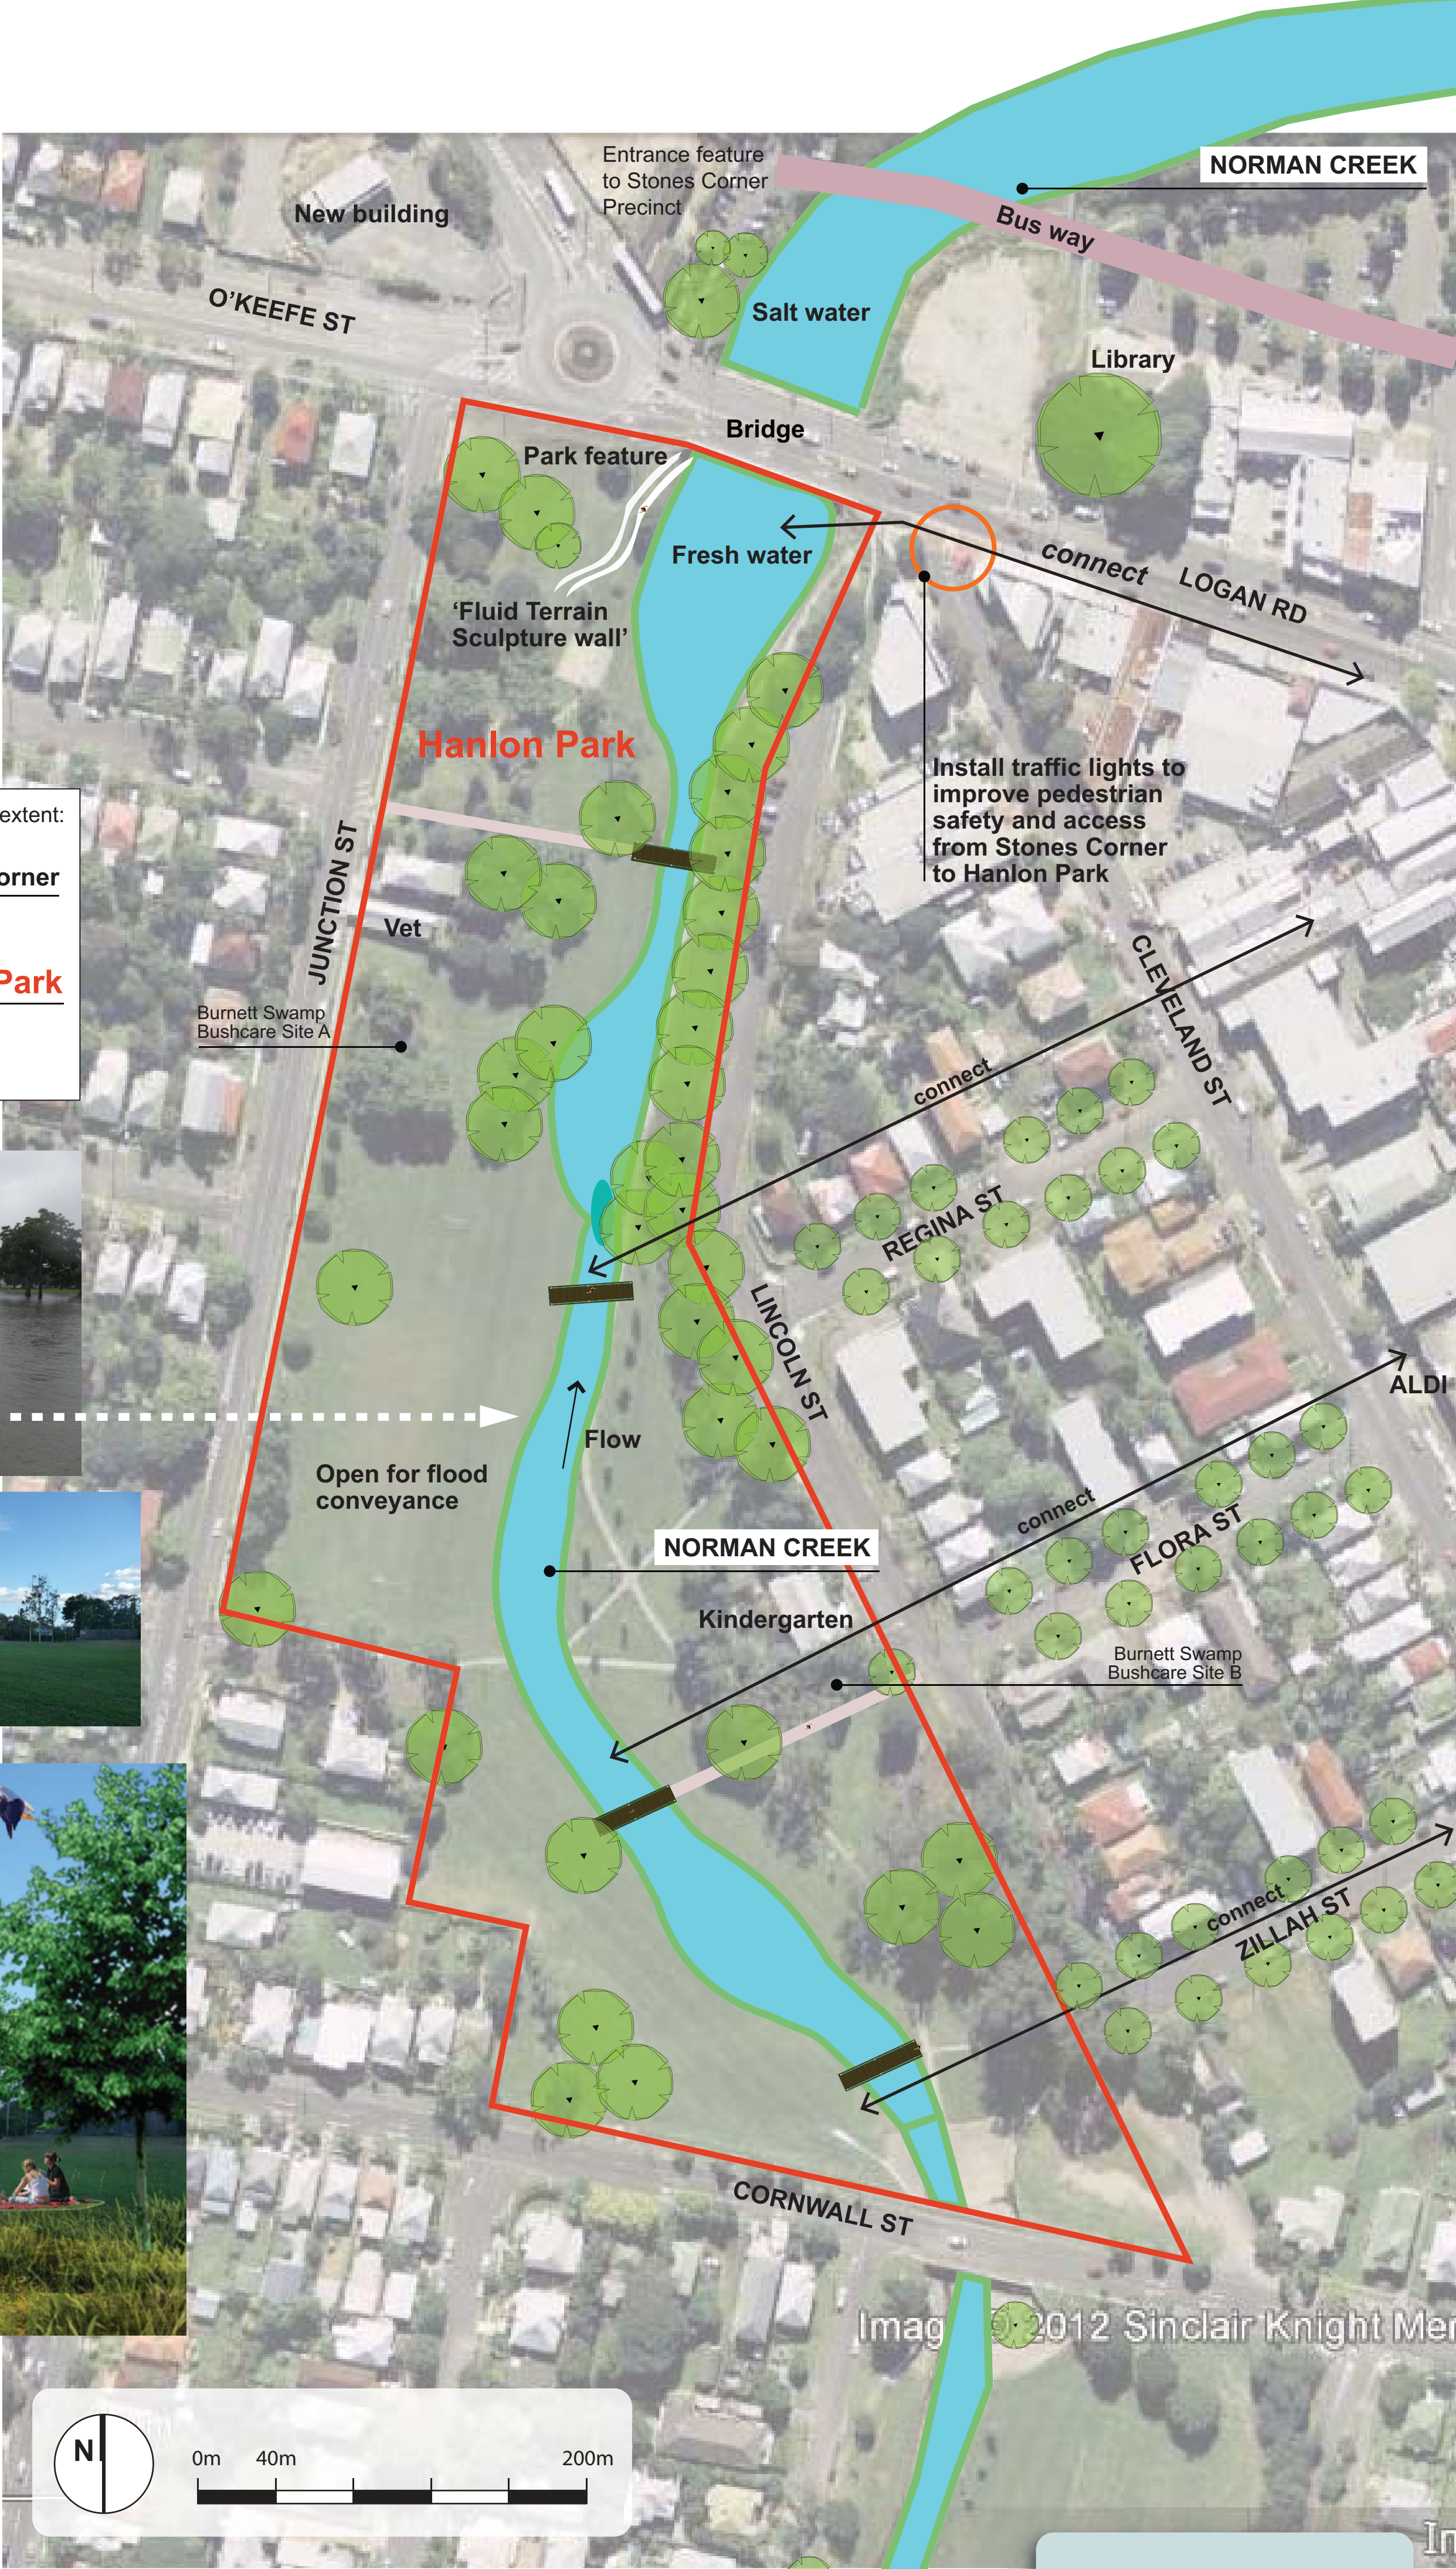 NORMAN CREEK
Entrance feature
to Stones Corner
Precinct
New building
Bus way
O'KEEFE ST
Salt water
Library
Bridge
Park feature
Fresh water
connect
LOGAN RD
'Fluid Terrain
Sculpture wall'
Hanlon Park
Install traffic lights to
improve pedestrian
safety and access
from Stones Corner
to Hanlon Park
extent:
orner
Park
JUNCTION ST
Vet
CLEVELAND ST
Burnett Swamp
Bushcare Site A
connect
REGINA ST
LINCOLN ST
ALDI
Flow
Open for flood
conveyance
connect
FLORA ST
NORMAN CREEK
Kindergarten
Burnett Swamp
Bushcare Site B
connect
ZILLAH ST
CORNWALL ST
Imag © 2012 Sinclair Knight Mer
N
0m 40m 200m
In